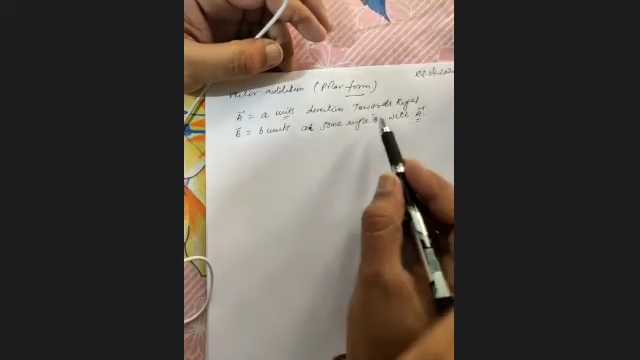 Vector addition (Polar form)
A⃗ = a units direction Towards Right
B⃗ = b units at some angle θ with A⃗.